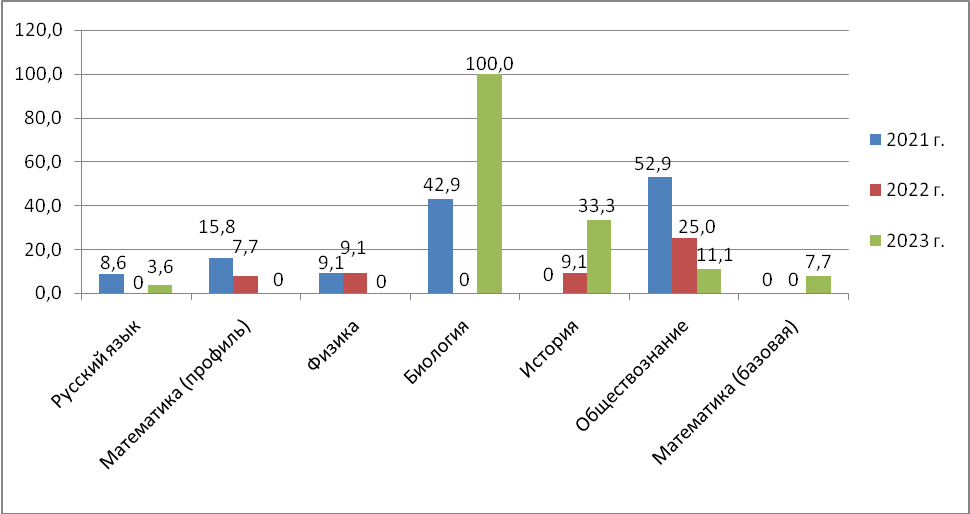 120,0
100,0
80,0
60,0
40,0
20,0
0,0
8,6
0
3,6
15,8
7,7
0
9,1
9,1
0
42,9
0
100,0
0
9,1
33,3
52,9
25,0
11,1
0
0
7,7
Русский язык
Математика (профиль)
Физика
Биология
История
Обществознание
Математика (базовая)
2021 г.
2022 г.
2023 г.